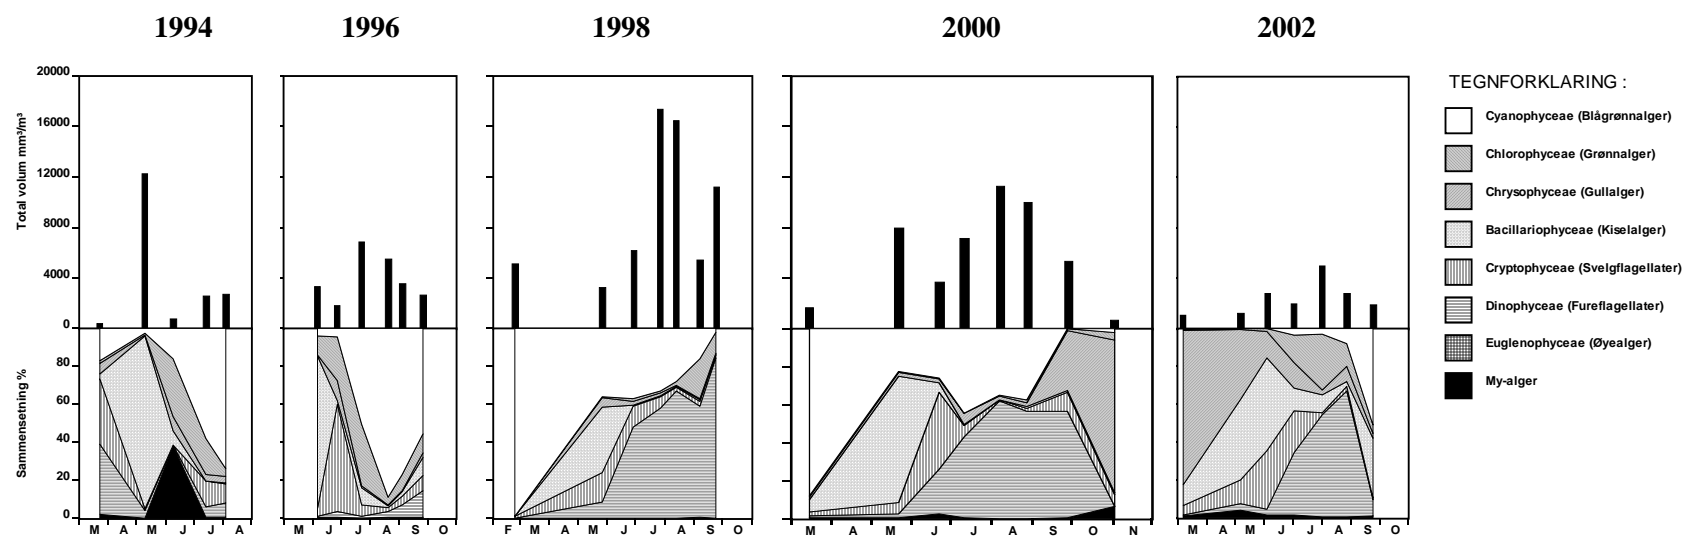 1994 1996 1998 2000 2002
Total volum mm³/m³
20000
16000
12000
8000
4000
0
Sammensetning %
80
60
40
20
0
M A M J J A
M J J A S O
F M A M J J A S O
M A M J J A S O N
M A M J J A S O
TEGNFORKLARING :
Cyanophyceae (Blågrønnalger)
Chlorophyceae (Grønnalger)
Chrysophyceae (Gullalger)
Bacillariophyceae (Kiselalger)
Cryptophyceae (Svelgflagellater)
Dinophyceae (Fureflagellater)
Euglenophyceae (Øyealger)
My-alger